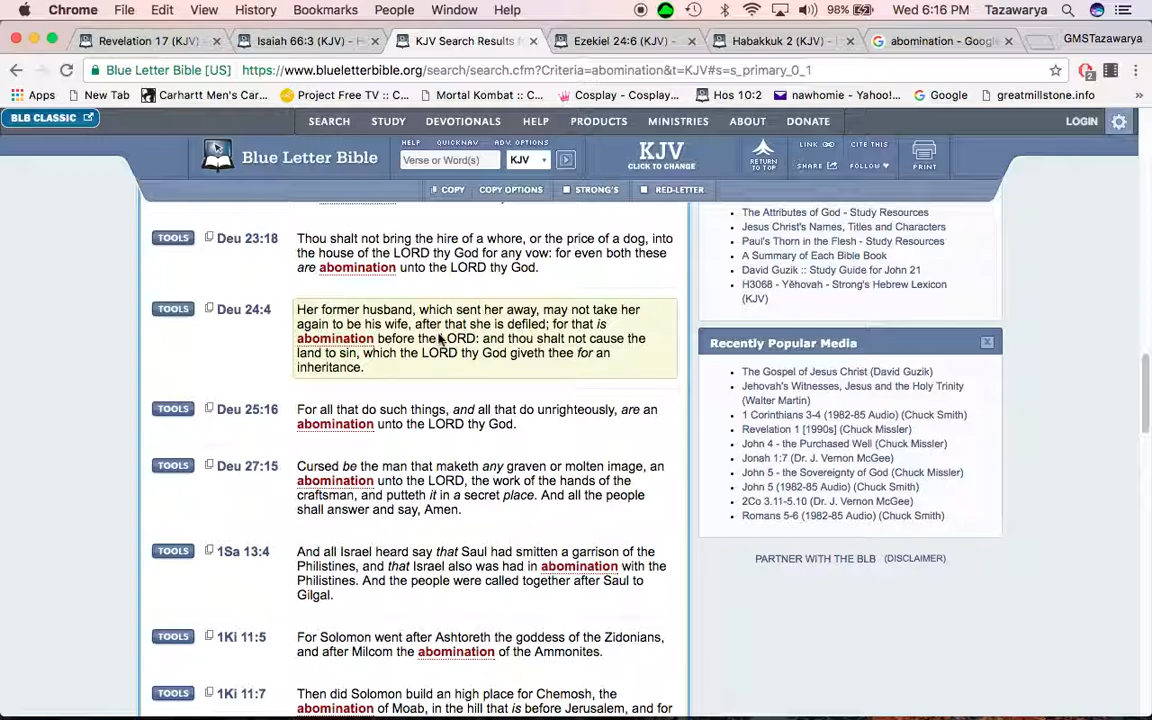 Chrome File Edit View History Bookmarks People Window Help 98% Wed 6:16 PM Tazawarya
Revelation 17 (KJV) - Isaiah 66:3 (KJV) - H KJV Search Results f Ezekiel 24:6 (KJV) - Habakkuk 2 (KJV) - abomination - Google GMSTazawarya
Blue Letter Bible [US] https://www.blueletterbible.org/search/search.cfm?Criteria=abomination&t=KJV#s=s_primary_0_1 2
Apps New Tab Carhartt Men's Car... Project Free TV :: C... Mortal Kombat :: C... Cosplay - Cosplay... Hos 10:2 nawhomie - Yahoo!... Google greatmillstone.info »
BLB CLASSIC SEARCH STUDY DEVOTIONALS HELP PRODUCTS MINISTRIES ABOUT DONATE LOGIN
HELP QUICKNAV ADV. OPTIONS
Blue Letter Bible Verse or Word(s) KJV KJV CLICK TO CHANGE RETURN TO TOP LINK CITE THIS SHARE FOLLOW PRINT
COPY COPY OPTIONS STRONG'S RED-LETTER
TOOLS Deu 23:18 Thou shalt not bring the hire of a whore, or the price of a dog, into
the house of the LORD thy God for any vow: for even both these
are abomination unto the LORD thy God.
TOOLS Deu 24:4 Her former husband, which sent her away, may not take her
again to be his wife, after that she is defiled; for that is
abomination before the LORD: and thou shalt not cause the
land to sin, which the LORD thy God giveth thee for an
inheritance.
TOOLS Deu 25:16 For all that do such things, and all that do unrighteously, are an
abomination unto the LORD thy God.
TOOLS Deu 27:15 Cursed be the man that maketh any graven or molten image, an
abomination unto the LORD, the work of the hands of the
craftsman, and putteth it in a secret place. And all the people
shall answer and say, Amen.
TOOLS 1Sa 13:4 And all Israel heard say that Saul had smitten a garrison of the
Philistines, and that Israel also was had in abomination with the
Philistines. And the people were called together after Saul to
Gilgal.
TOOLS 1Ki 11:5 For Solomon went after Ashtoreth the goddess of the Zidonians,
and after Milcom the abomination of the Ammonites.
TOOLS 1Ki 11:7 Then did Solomon build an high place for Chemosh, the
abomination of Moab, in the hill that is before Jerusalem, and for
The Attributes of God - Study Resources
Jesus Christ's Names, Titles and Characters
Paul's Thorn in the Flesh - Study Resources
A Summary of Each Bible Book
David Guzik :: Study Guide for John 21
H3068 - Yĕhovah - Strong's Hebrew Lexicon
(KJV)
Recently Popular Media
The Gospel of Jesus Christ (David Guzik)
Jehovah's Witnesses, Jesus and the Holy Trinity
(Walter Martin)
1 Corinthians 3-4 (1982-85 Audio) (Chuck Smith)
Revelation 1 [1990s] (Chuck Missler)
John 4 - the Purchased Well (Chuck Missler)
Jonah 1:7 (Dr. J. Vernon McGee)
John 5 - the Sovereignty of God (Chuck Missler)
John 5 (1982-85 Audio) (Chuck Smith)
2Co 3.11-5.10 (Dr. J. Vernon McGee)
Romans 5-6 (1982-85 Audio) (Chuck Smith)
PARTNER WITH THE BLB (DISCLAIMER)